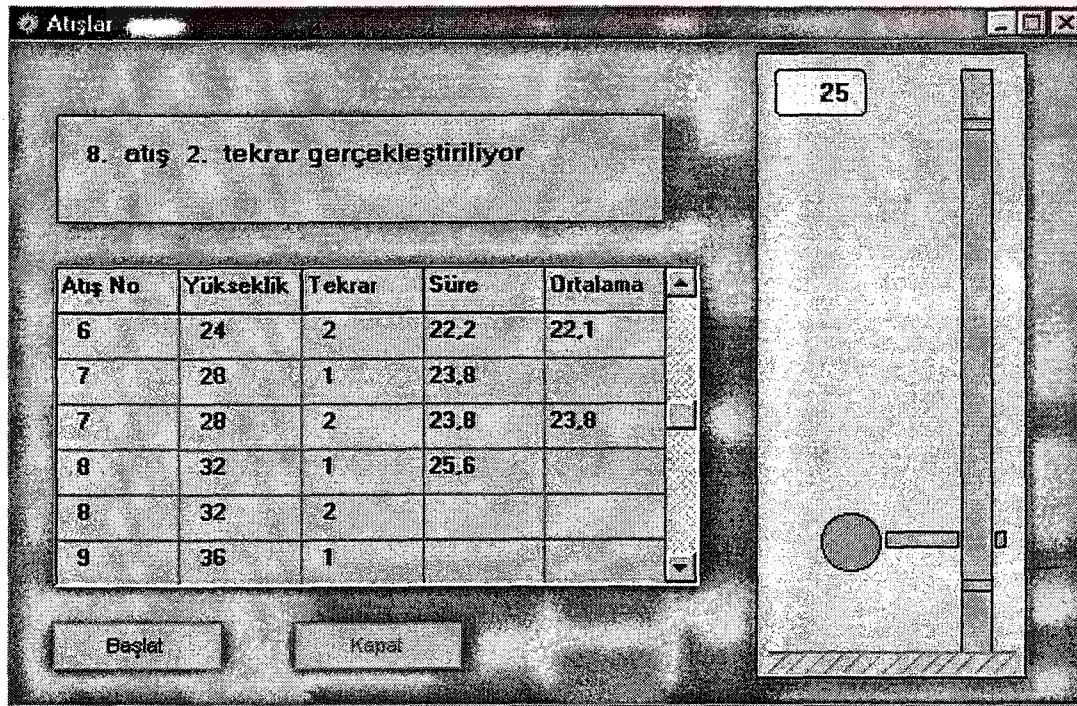 Atışlar
25
8. atış 2. tekrar gerçekleştiriliyor
Atış No Yükseklik Tekrar Süre Ortalama
6 24 2 22,2 22,1
7 28 1 23,8
7 28 2 23,8 23,8
8 32 1 25,6
8 32 2
9 36 1
Başlat Kapat